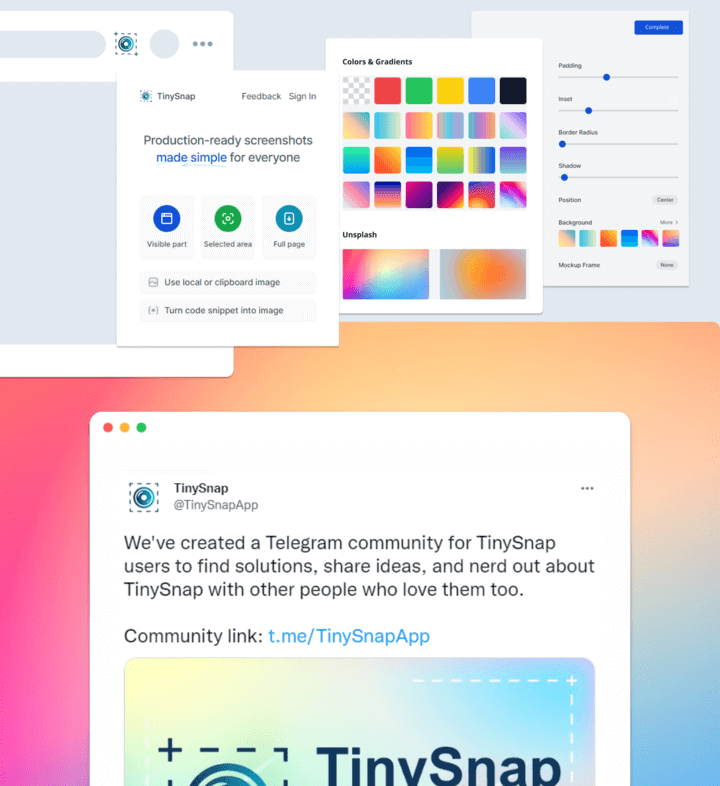 TinySnap
Feedback Sign In
Production-ready screenshots
made simple for everyone
Visible part
Selected area
Full page
Use local or clipboard image
Turn code snippet into image
Colors & Gradients
Unsplash
Complete
Padding
Inset
Border Radius
Shadow
Position
Center
Background
More >
Mockup Frame
None
TinySnap
@TinySnapApp
We've created a Telegram community for TinySnap
users to find solutions, share ideas, and nerd out about
TinySnap with other people who love them too.
Community link: t.me/TinySnapApp
TinySnap